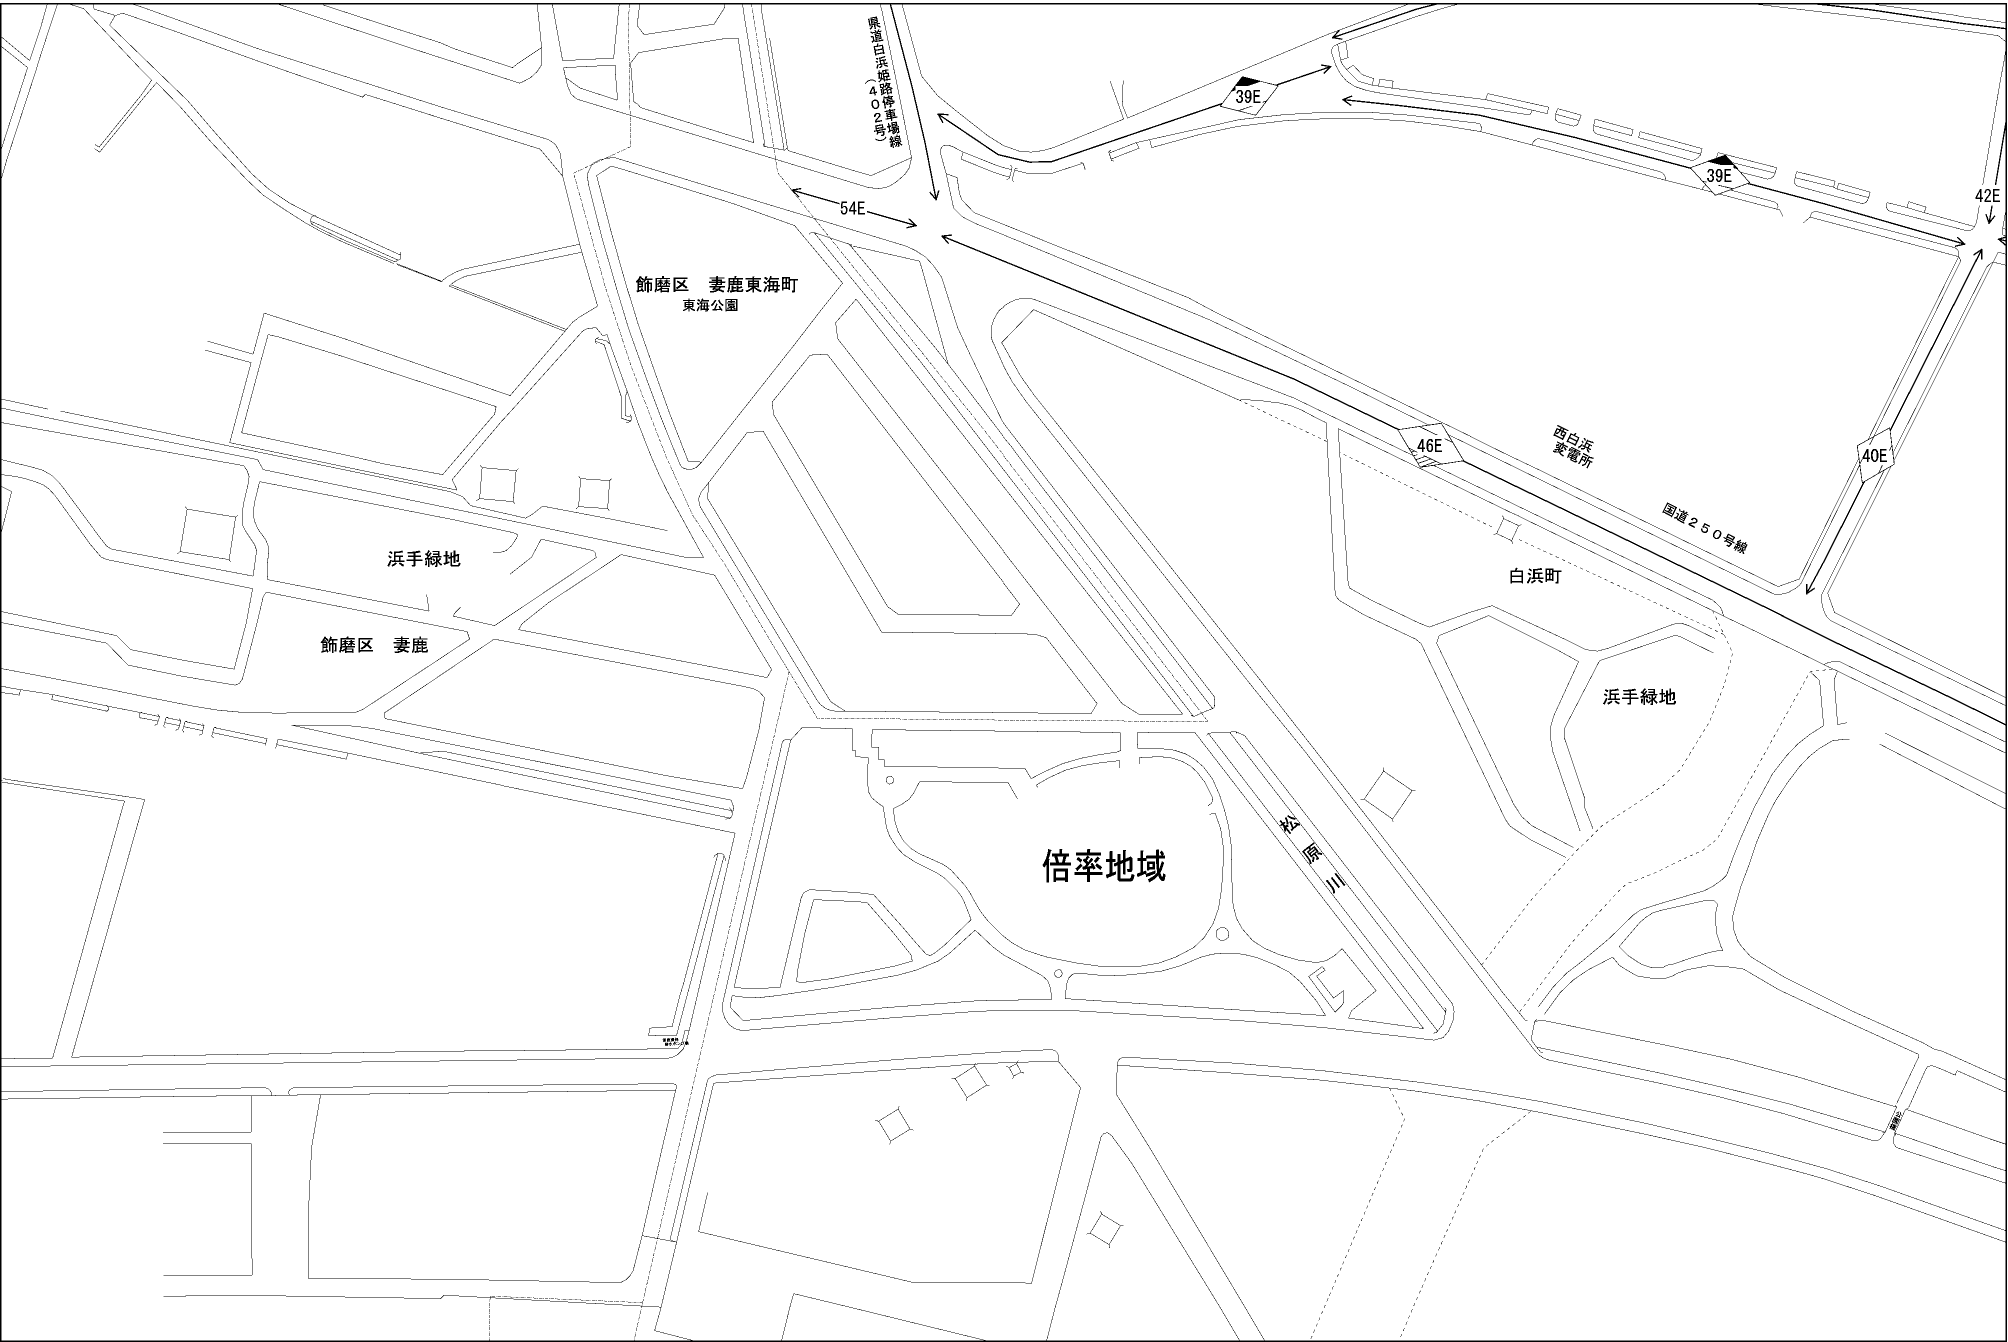 県道白浜姫路停車場線
（４０２号）
39E
39E
42E
54E
飾磨区　妻鹿東海町
東海公園
46E
西白浜
変電所
40E
国道２５０号線
浜手緑地
白浜町
飾磨区　妻鹿
浜手緑地
松原川
倍率地域